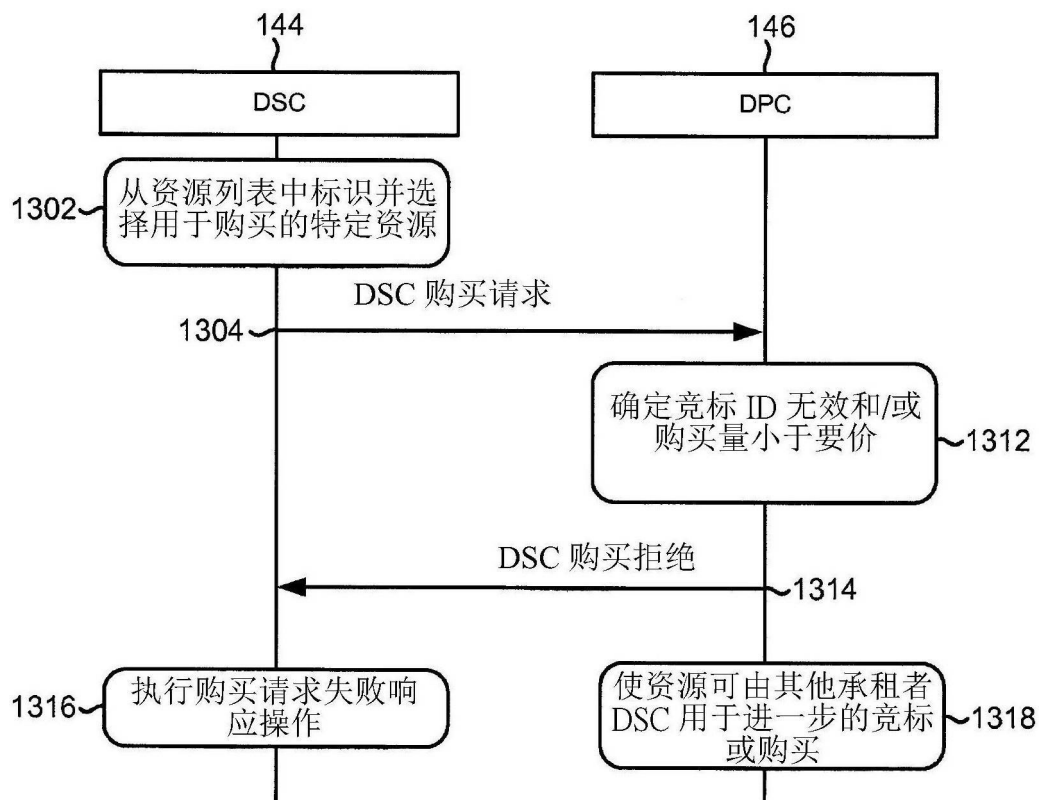 144
146
DSC
DPC
1302
从资源列表中标识并选
择用于购买的特定资源
DSC 购买请求
1304
确定竞标 ID 无效和/或
购买量小于要价
1312
DSC 购买拒绝
1314
1316
执行购买请求失败响
应操作
使资源可由其他承租者
DSC 用于进一步的竞标
或购买
1318